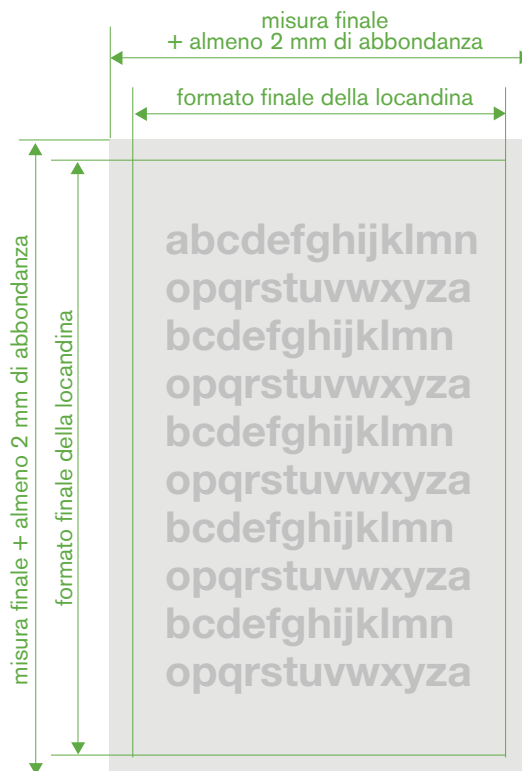 misura finale
+ almeno 2 mm di abbondanza
formato finale della locandina
misura finale + almeno 2 mm di abbondanza
formato finale della locandina
abcdefghijklmn
opqrstuvwxyza
bcdefghijklmn
opqrstuvwxyza
bcdefghijklmn
opqrstuvwxyza
bcdefghijklmn
opqrstuvwxyza
bcdefghijklmn
opqrstuvwxyza